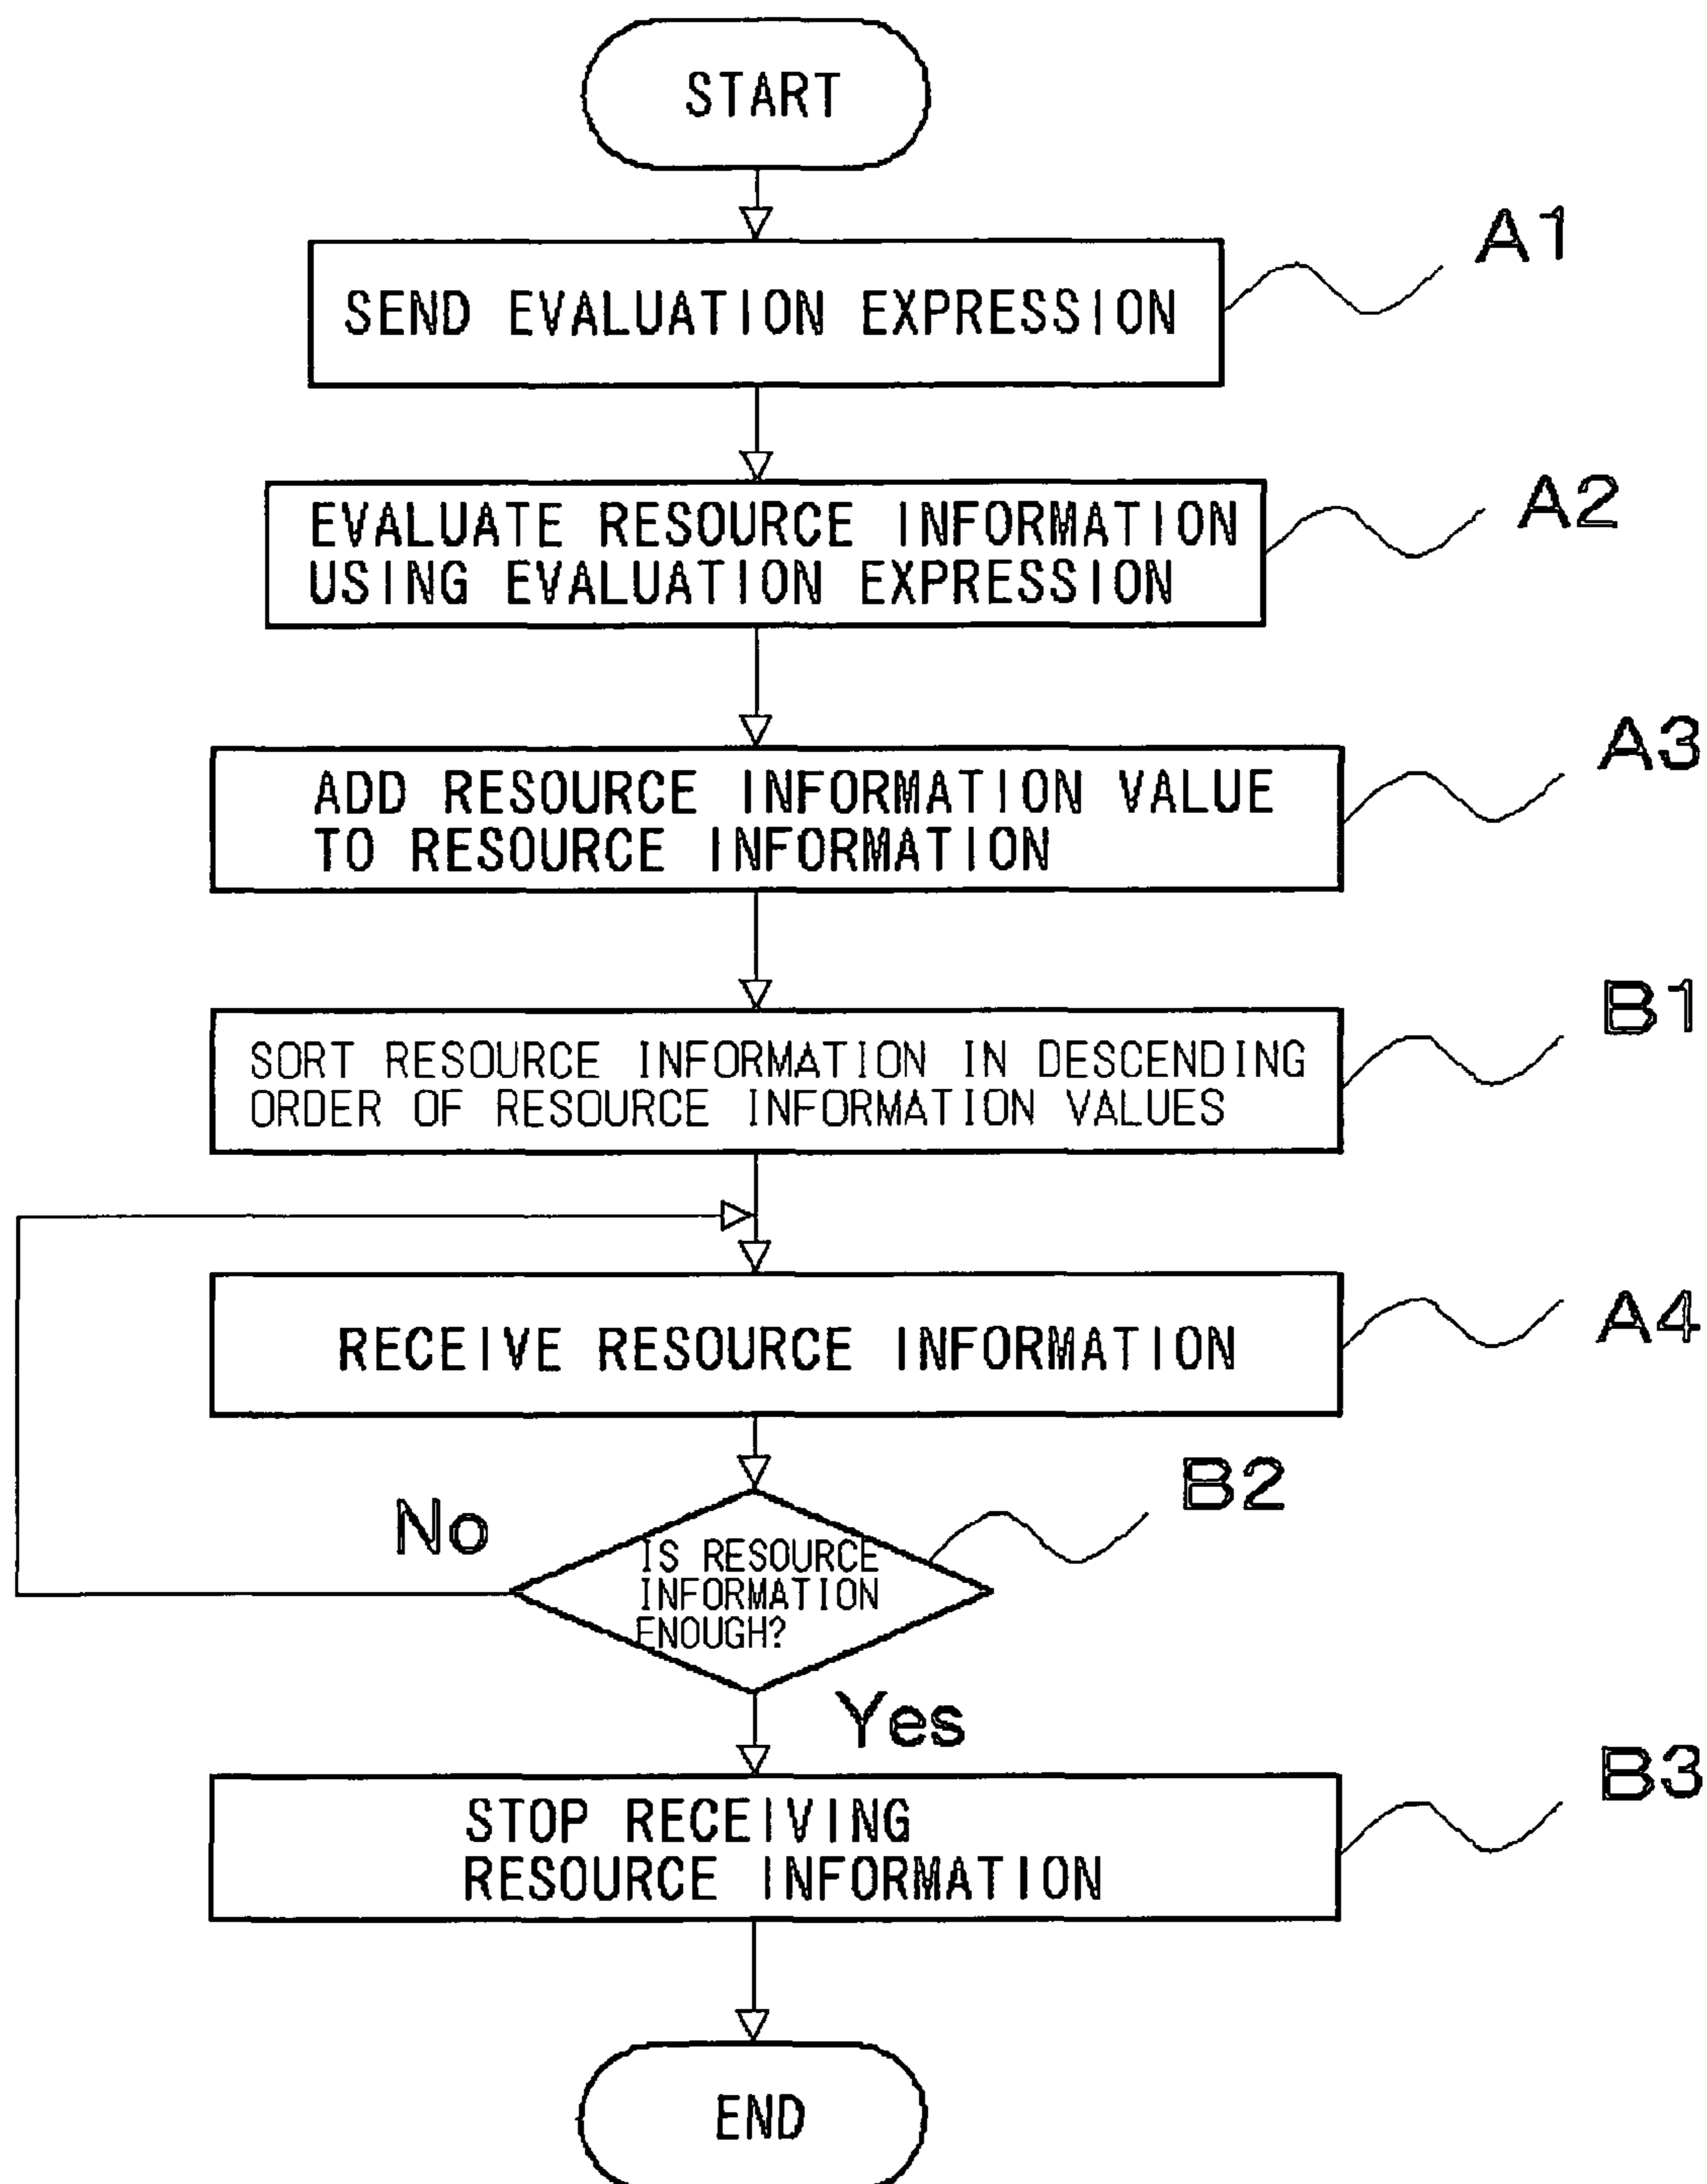 START
A1
SEND EVALUATION EXPRESSION
A2
EVALUATE RESOURCE INFORMATION
USING EVALUATION EXPRESSION
A3
ADD RESOURCE INFORMATION VALUE
TO RESOURCE INFORMATION
B1
SORT RESOURCE INFORMATION IN DESCENDING
ORDER OF RESOURCE INFORMATION VALUES
A4
RECEIVE RESOURCE INFORMATION
B2
No
IS RESOURCE
INFORMATION
ENOUGH?
Yes
B3
STOP RECEIVING
RESOURCE INFORMATION
END